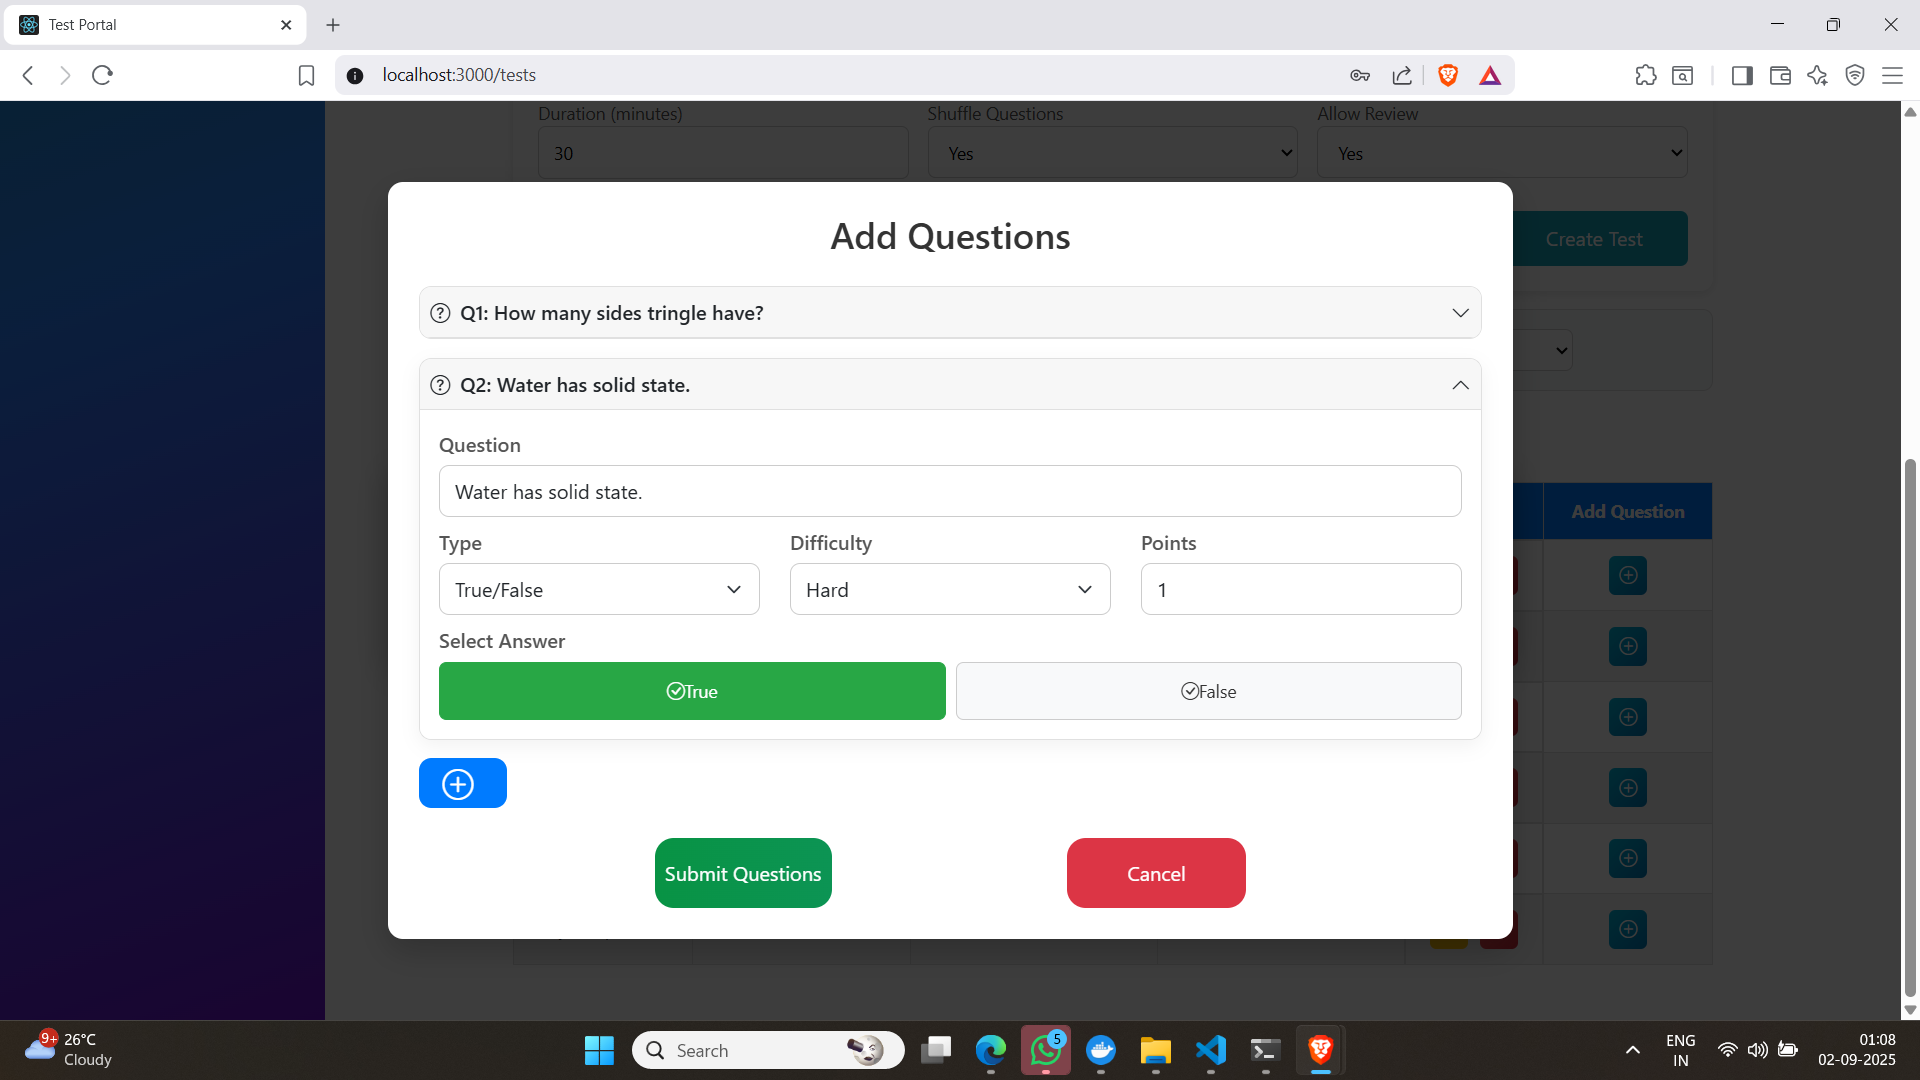 Test Portal
localhost:3000/tests
Duration (minutes)
Shuffle Questions
Allow Review
30
Yes
Yes
Create Test
Add Questions
Q1: How many sides tringle have?
Q2: Water has solid state.
Question
Water has solid state.
Type
Difficulty
Points
True/False
Hard
1
Select Answer
True
False
Add Question
Submit Questions
Cancel
9+
26°C
Cloudy
Search
5
ENG
IN
01:08
02-09-2025